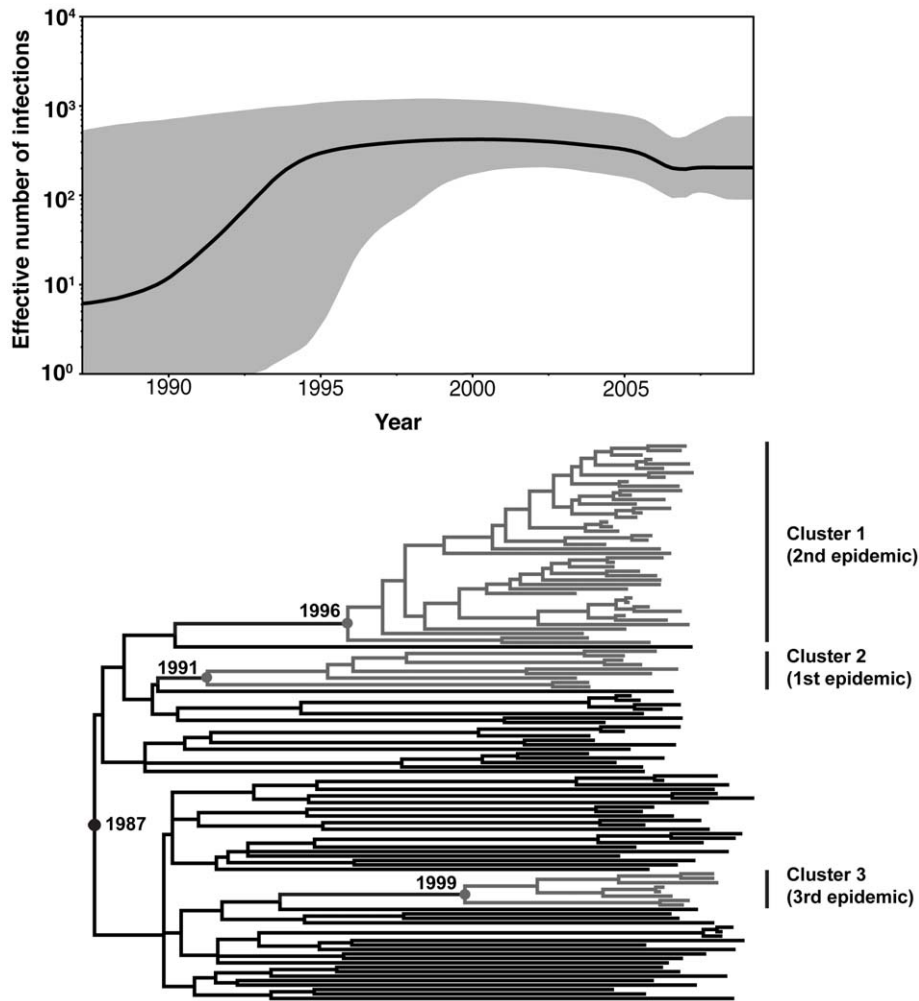 Effective number of infections
10⁴
10³
10²
10¹
10⁰
1990
1995
2000
2005
Year
Cluster 1
(2nd epidemic)
1996
Cluster 2
(1st epidemic)
1991
1987
Cluster 3
(3rd epidemic)
1999